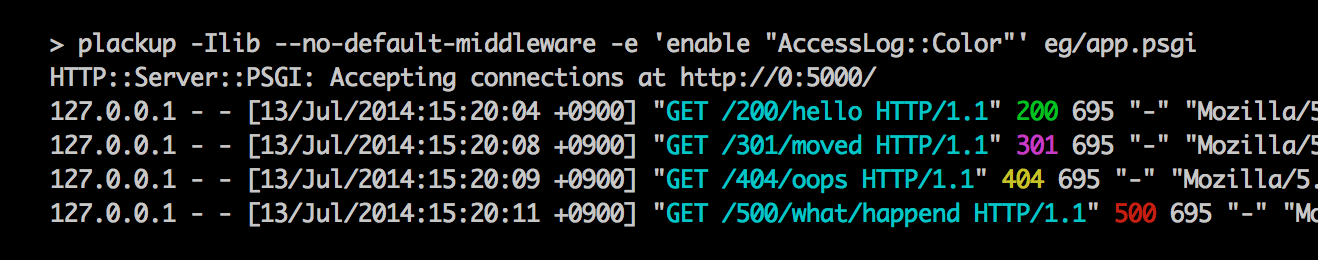 > plackup -Ilib --no-default-middleware -e 'enable "AccessLog::Color"' eg/app.psgi
HTTP::Server::PSGI: Accepting connections at http://0:5000/
127.0.0.1 - - [13/Jul/2014:15:20:04 +0900] "GET /200/hello HTTP/1.1" 200 695 "-" "Mozilla/5
127.0.0.1 - - [13/Jul/2014:15:20:08 +0900] "GET /301/moved HTTP/1.1" 301 695 "-" "Mozilla/5
127.0.0.1 - - [13/Jul/2014:15:20:09 +0900] "GET /404/oops HTTP/1.1" 404 695 "-" "Mozilla/5.
127.0.0.1 - - [13/Jul/2014:15:20:11 +0900] "GET /500/what/happend HTTP/1.1" 500 695 "-" "Mo